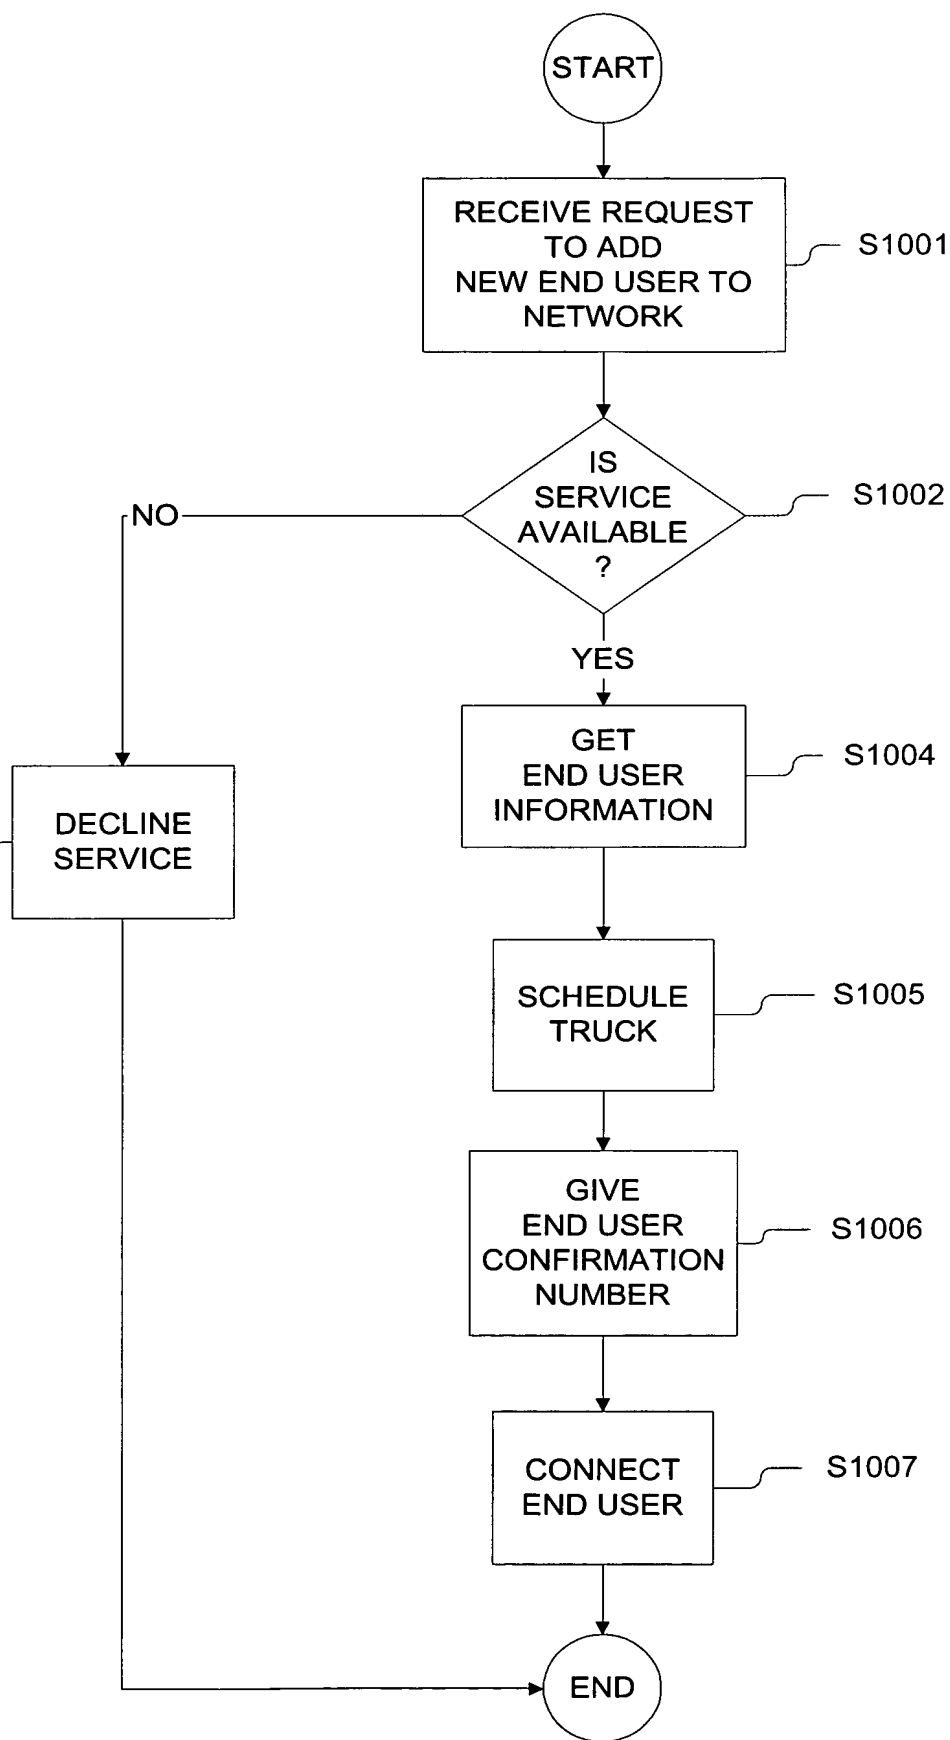 START
RECEIVE REQUEST
TO ADD
NEW END USER TO
NETWORK
S1001
IS
SERVICE
AVAILABLE
?
S1002
NO
YES
GET
END USER
INFORMATION
S1004
DECLINE
SERVICE
SCHEDULE
TRUCK
S1005
GIVE
END USER
CONFIRMATION
NUMBER
S1006
CONNECT
END USER
S1007
END